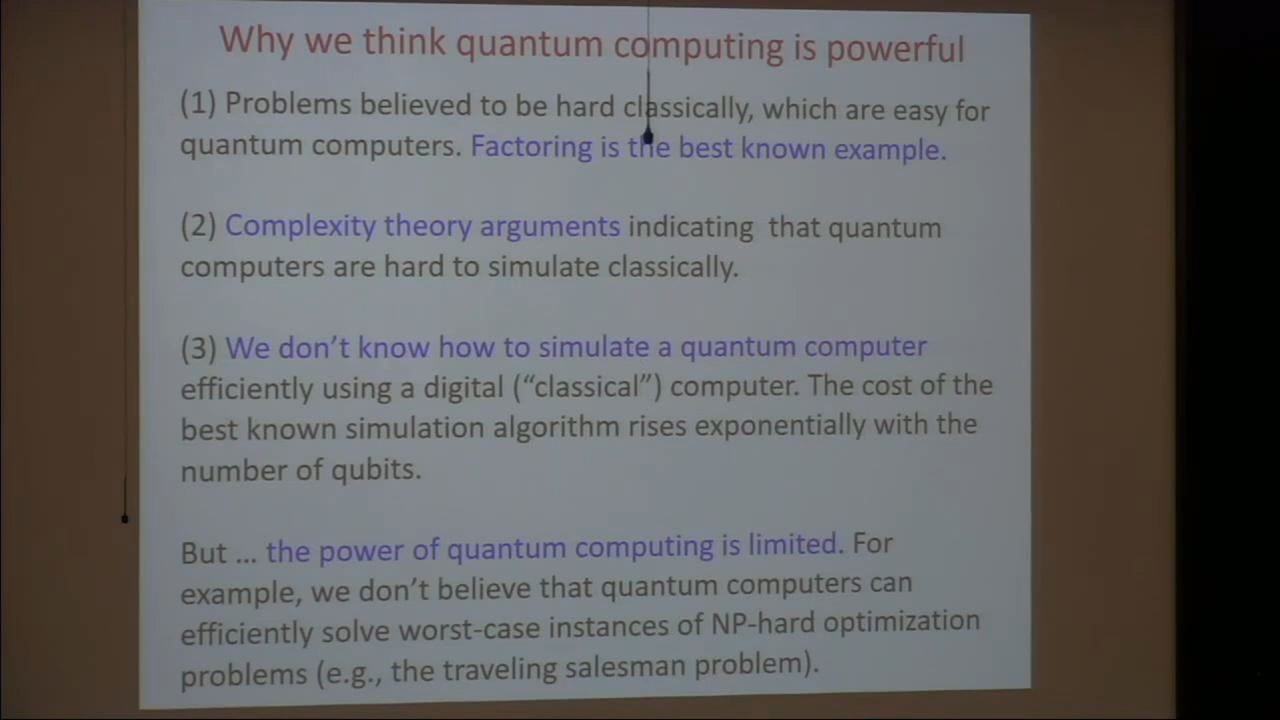 Why we think quantum computing is powerful
(1) Problems believed to be hard classically, which are easy for
quantum computers. Factoring is the best known example.
(2) Complexity theory arguments indicating that quantum
computers are hard to simulate classically.
(3) We don't know how to simulate a quantum computer
efficiently using a digital ("classical") computer. The cost of the
best known simulation algorithm rises exponentially with the
number of qubits.
But ... the power of quantum computing is limited. For
example, we don't believe that quantum computers can
efficiently solve worst-case instances of NP-hard optimization
problems (e.g., the traveling salesman problem).